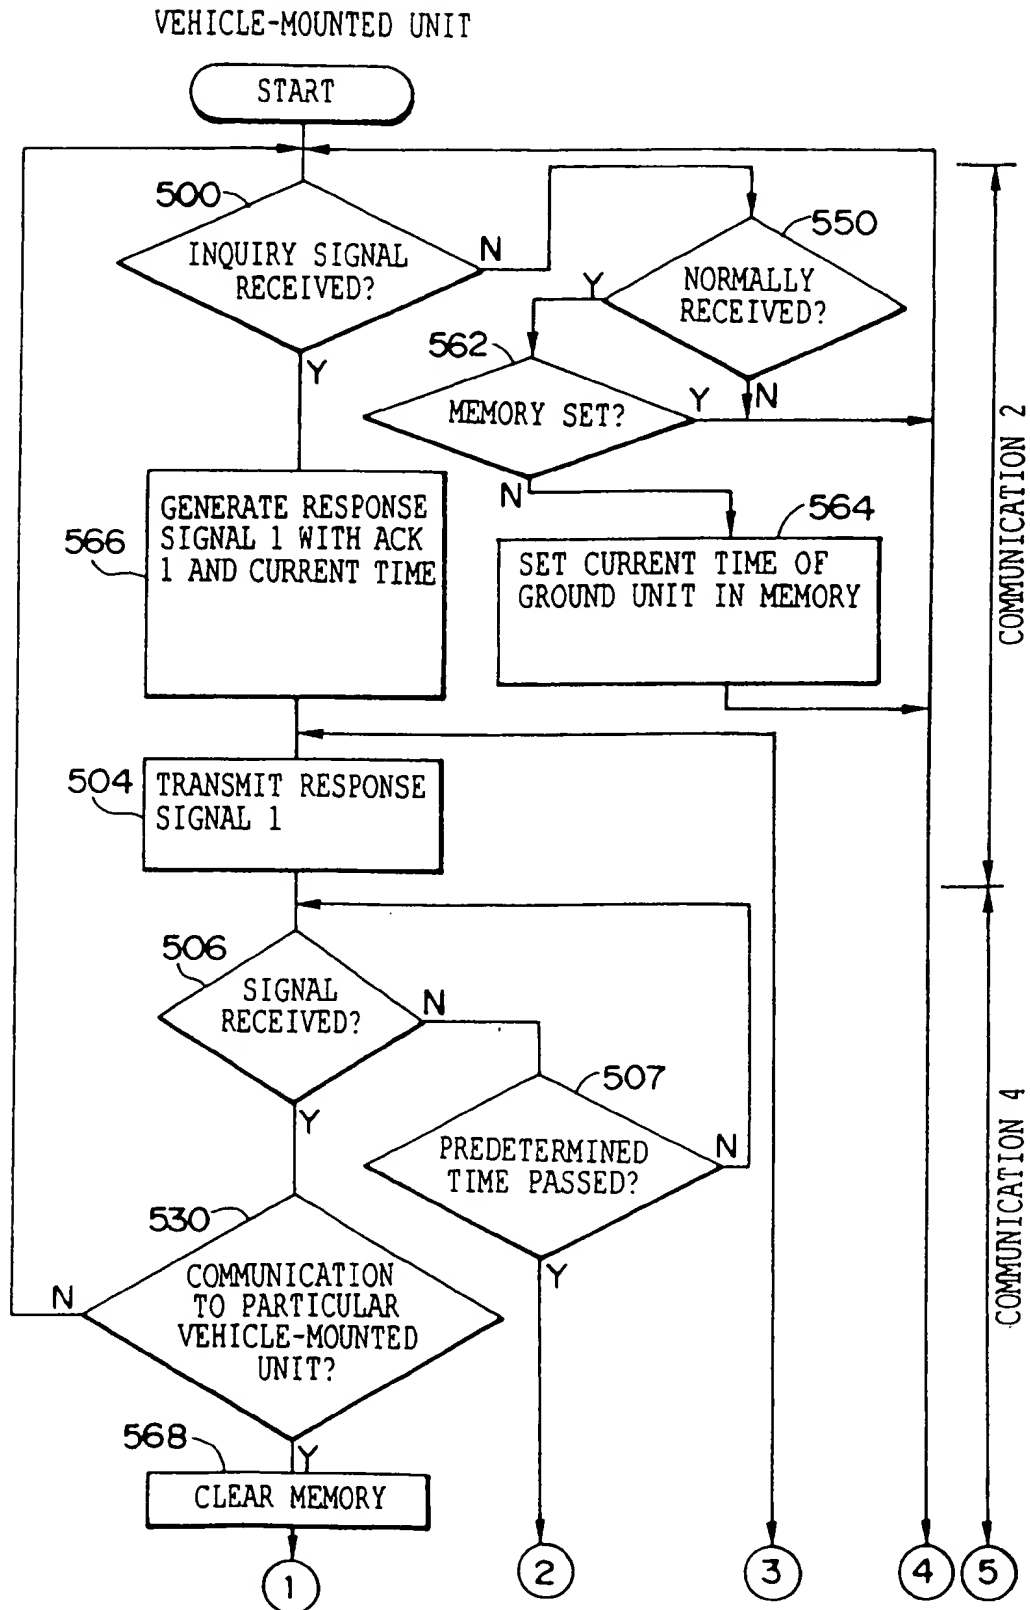 VEHICLE-MOUNTED UNIT
START
500
INQUIRY SIGNAL
RECEIVED?
N
Y
550
NORMALLY
RECEIVED?
Y
N
562
MEMORY SET?
Y
N
566
GENERATE RESPONSE
SIGNAL 1 WITH ACK
1 AND CURRENT TIME
564
SET CURRENT TIME OF
GROUND UNIT IN MEMORY
COMMUNICATION 2
504
TRANSMIT RESPONSE
SIGNAL 1
506
SIGNAL
RECEIVED?
N
Y
507
PREDETERMINED
TIME PASSED?
N
Y
530
COMMUNICATION
TO PARTICULAR
VEHICLE-MOUNTED
UNIT?
N
Y
COMMUNICATION 4
568
CLEAR MEMORY
1
2
3
4
5